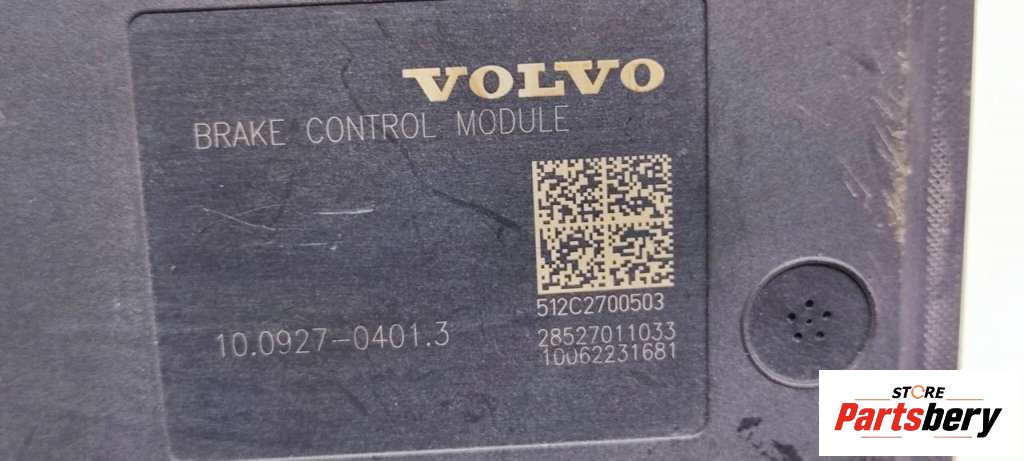 VOLVO
BRAKE CONTROL MODULE
512C2700503
10.0927-0401.3
28527011033
10062231681
STORE
Partsbery